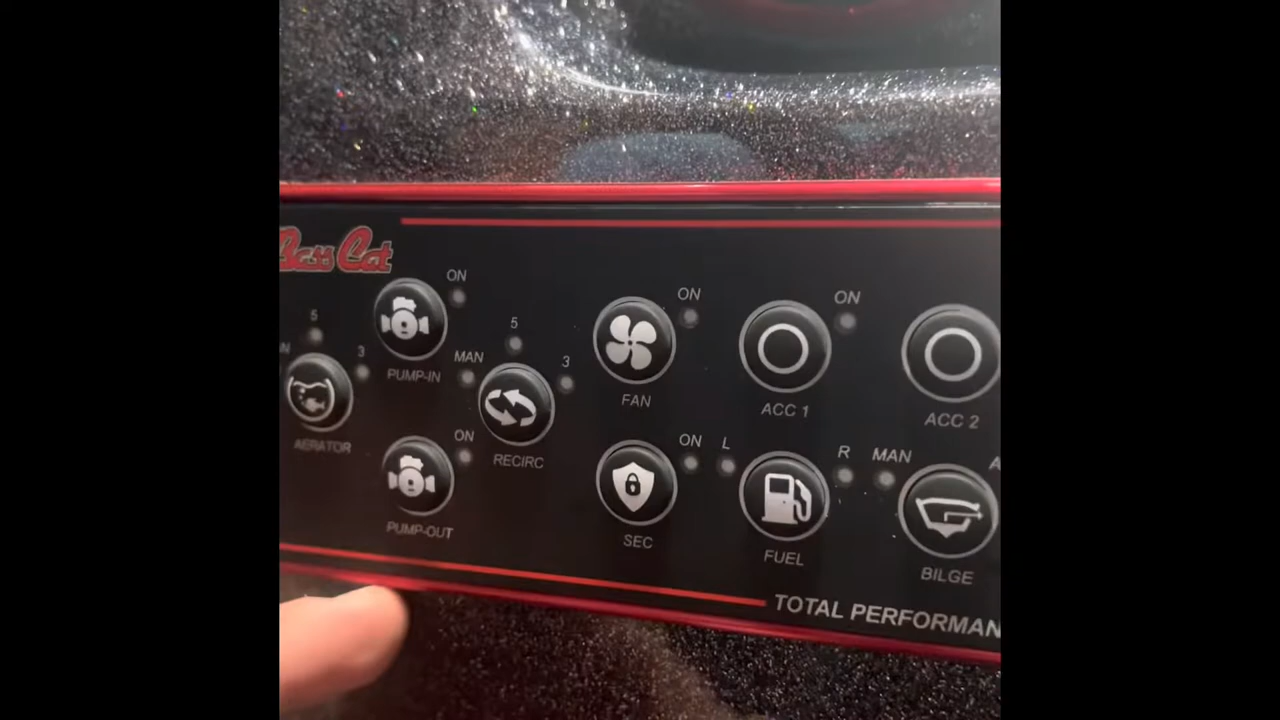 Bass Cat
ON
PUMP-IN
5
3
AERATOR
ON
PUMP-OUT
5
MAN
3
RECIRC
ON
FAN
ON
ACC 1
ACC 2
ON
SEC
L
R
FUEL
MAN
BILGE
TOTAL PERFORMAN